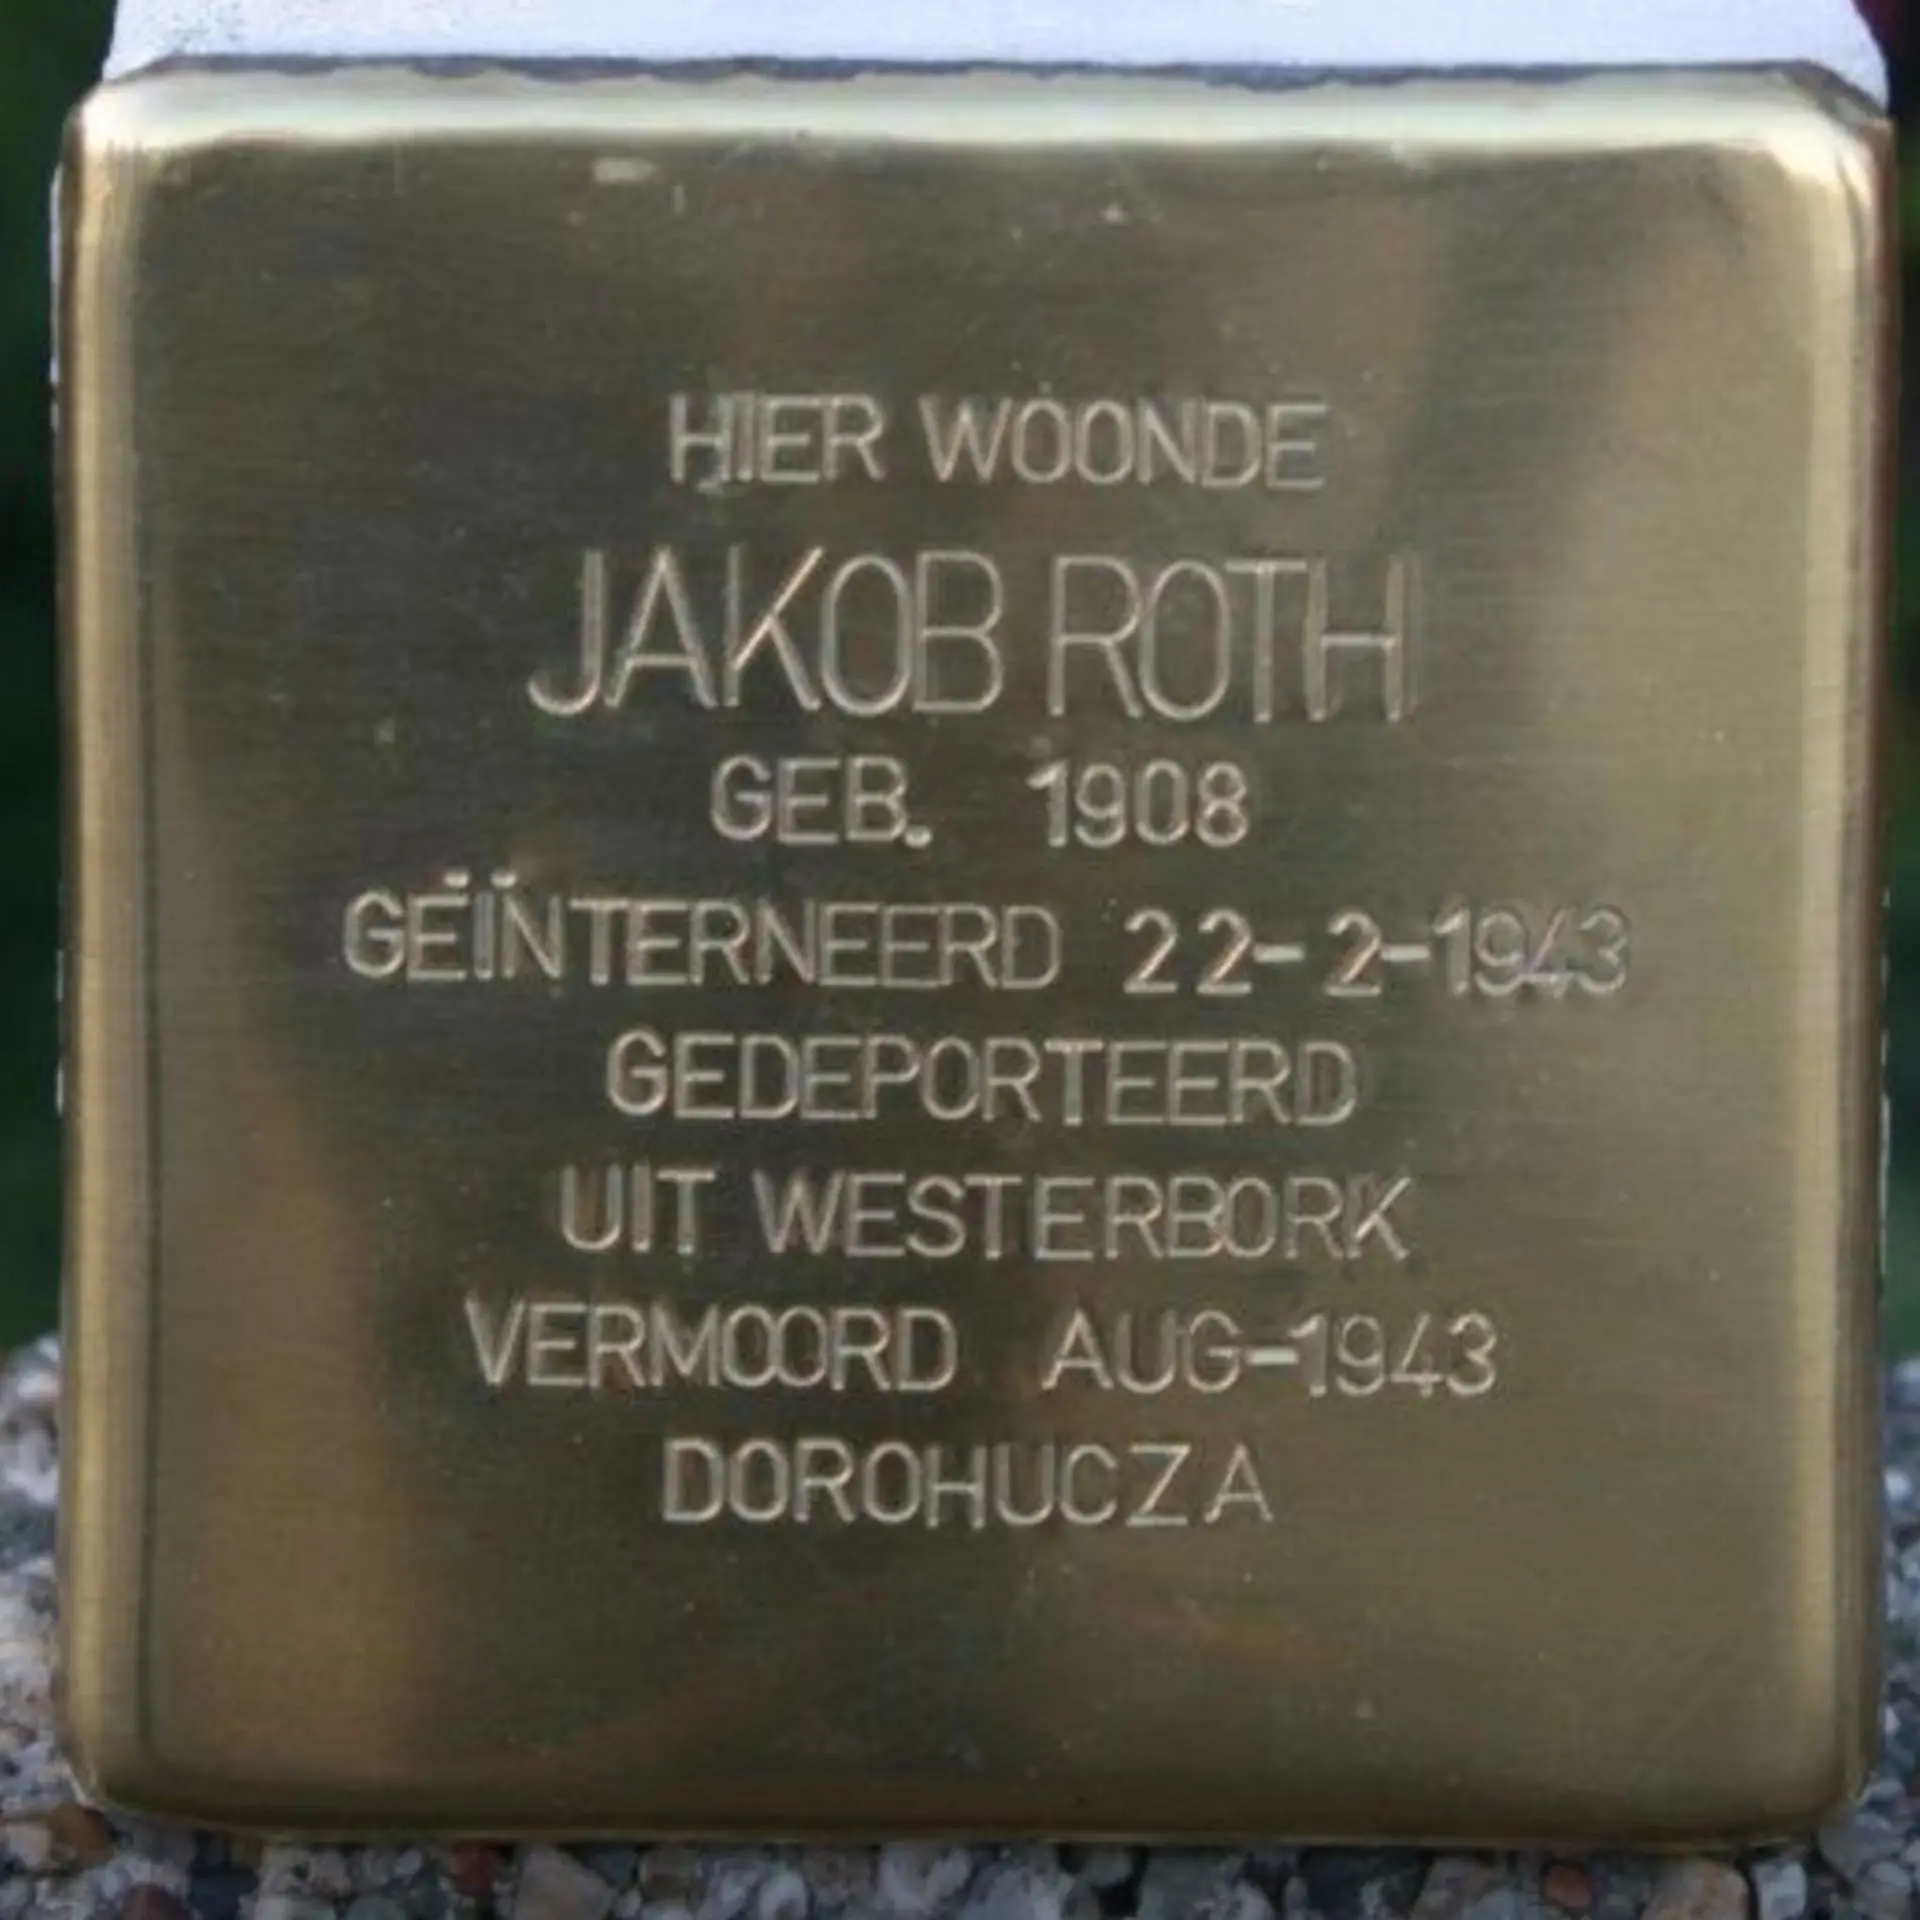 HIER WOONDE
JAKOB ROTH
GEB. 1908
GEÏNTERNEERD 22-2-1943
GEDEPORTEERD
UIT WESTERBORK
VERMOORD AUG-1943
DOROHUCZA